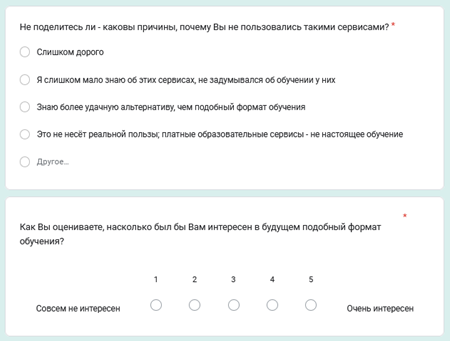 Не поделитесь ли - каковы причины, почему Вы не пользовались такими сервисами? *
Слишком дорого
Я слишком мало знаю об этих сервисах, не задумывался об обучении у них
Знаю более удачную альтернативу, чем подобный формат обучения
Это не несёт реальной пользы; платные образовательные сервисы - не настоящее обучение
Другое...
*
Как Вы оцениваете, насколько был бы Вам интересен в будущем подобный формат
обучения?
1 2 3 4 5
Совсем не интересен Очень интересен